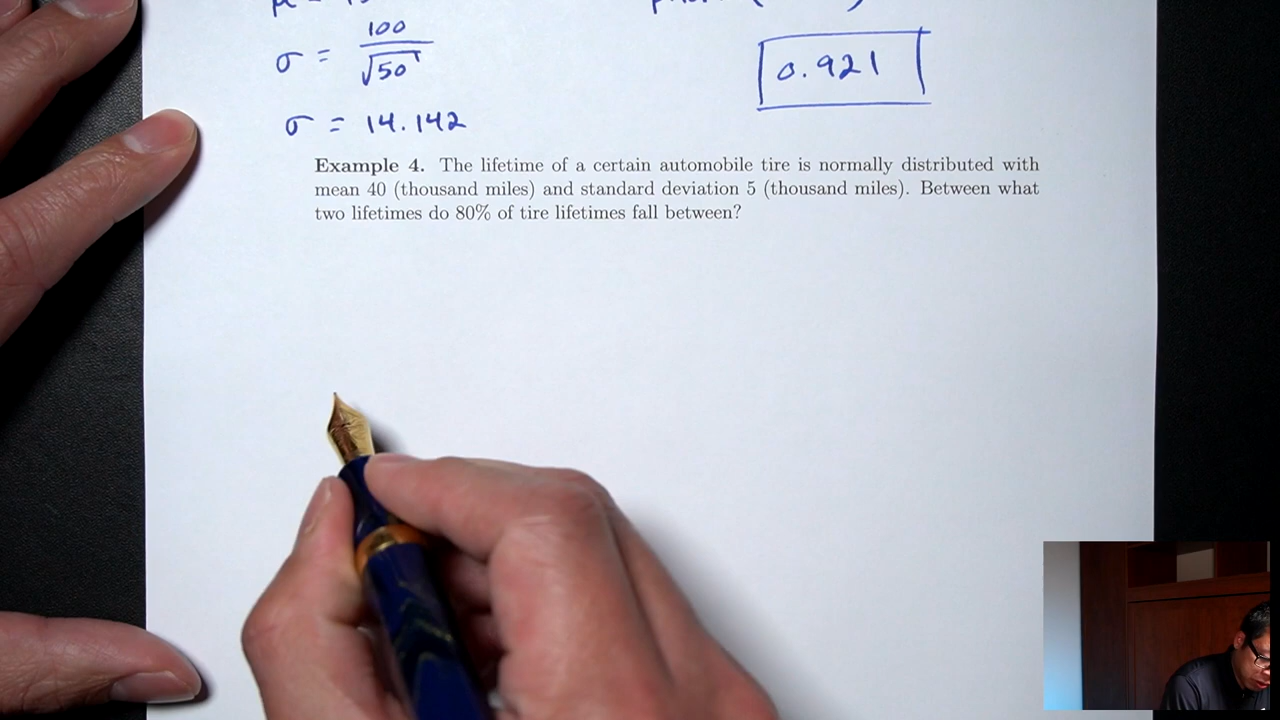 σ = 100/√50
0.921
σ = 14.142
Example 4. The lifetime of a certain automobile tire is normally distributed with
mean 40 (thousand miles) and standard deviation 5 (thousand miles). Between what
two lifetimes do 80% of tire lifetimes fall between?